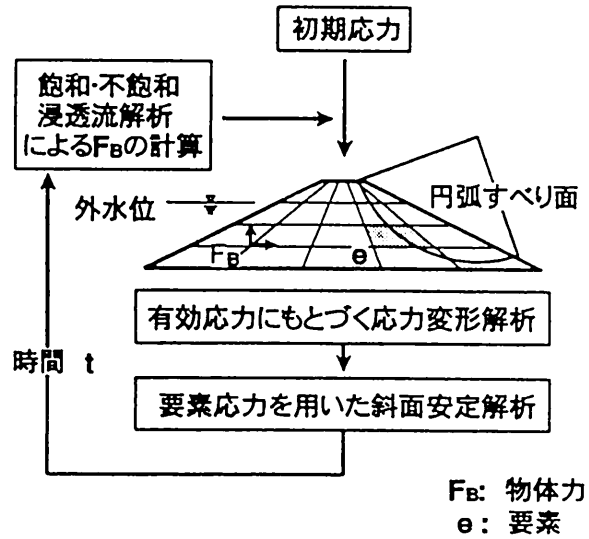 初期応力
飽和・不飽和
浸透流解析
によるFBの計算
外水位
円弧すべり面
FB
e
有効応力にもとづく応力変形解析
時間 t
要素応力を用いた斜面安定解析
FB: 物体力
e: 要素